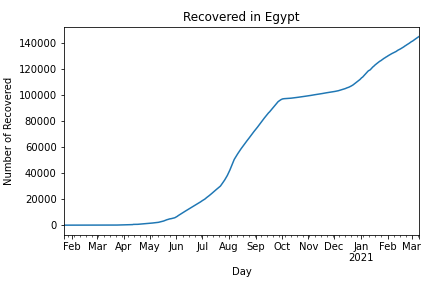 Recovered in Egypt
Number of Recovered
140000
120000
100000
80000
60000
40000
20000
0
Feb Mar Apr May Jun Jul Aug Sep Oct Nov Dec Jan Feb Mar
2021
Day